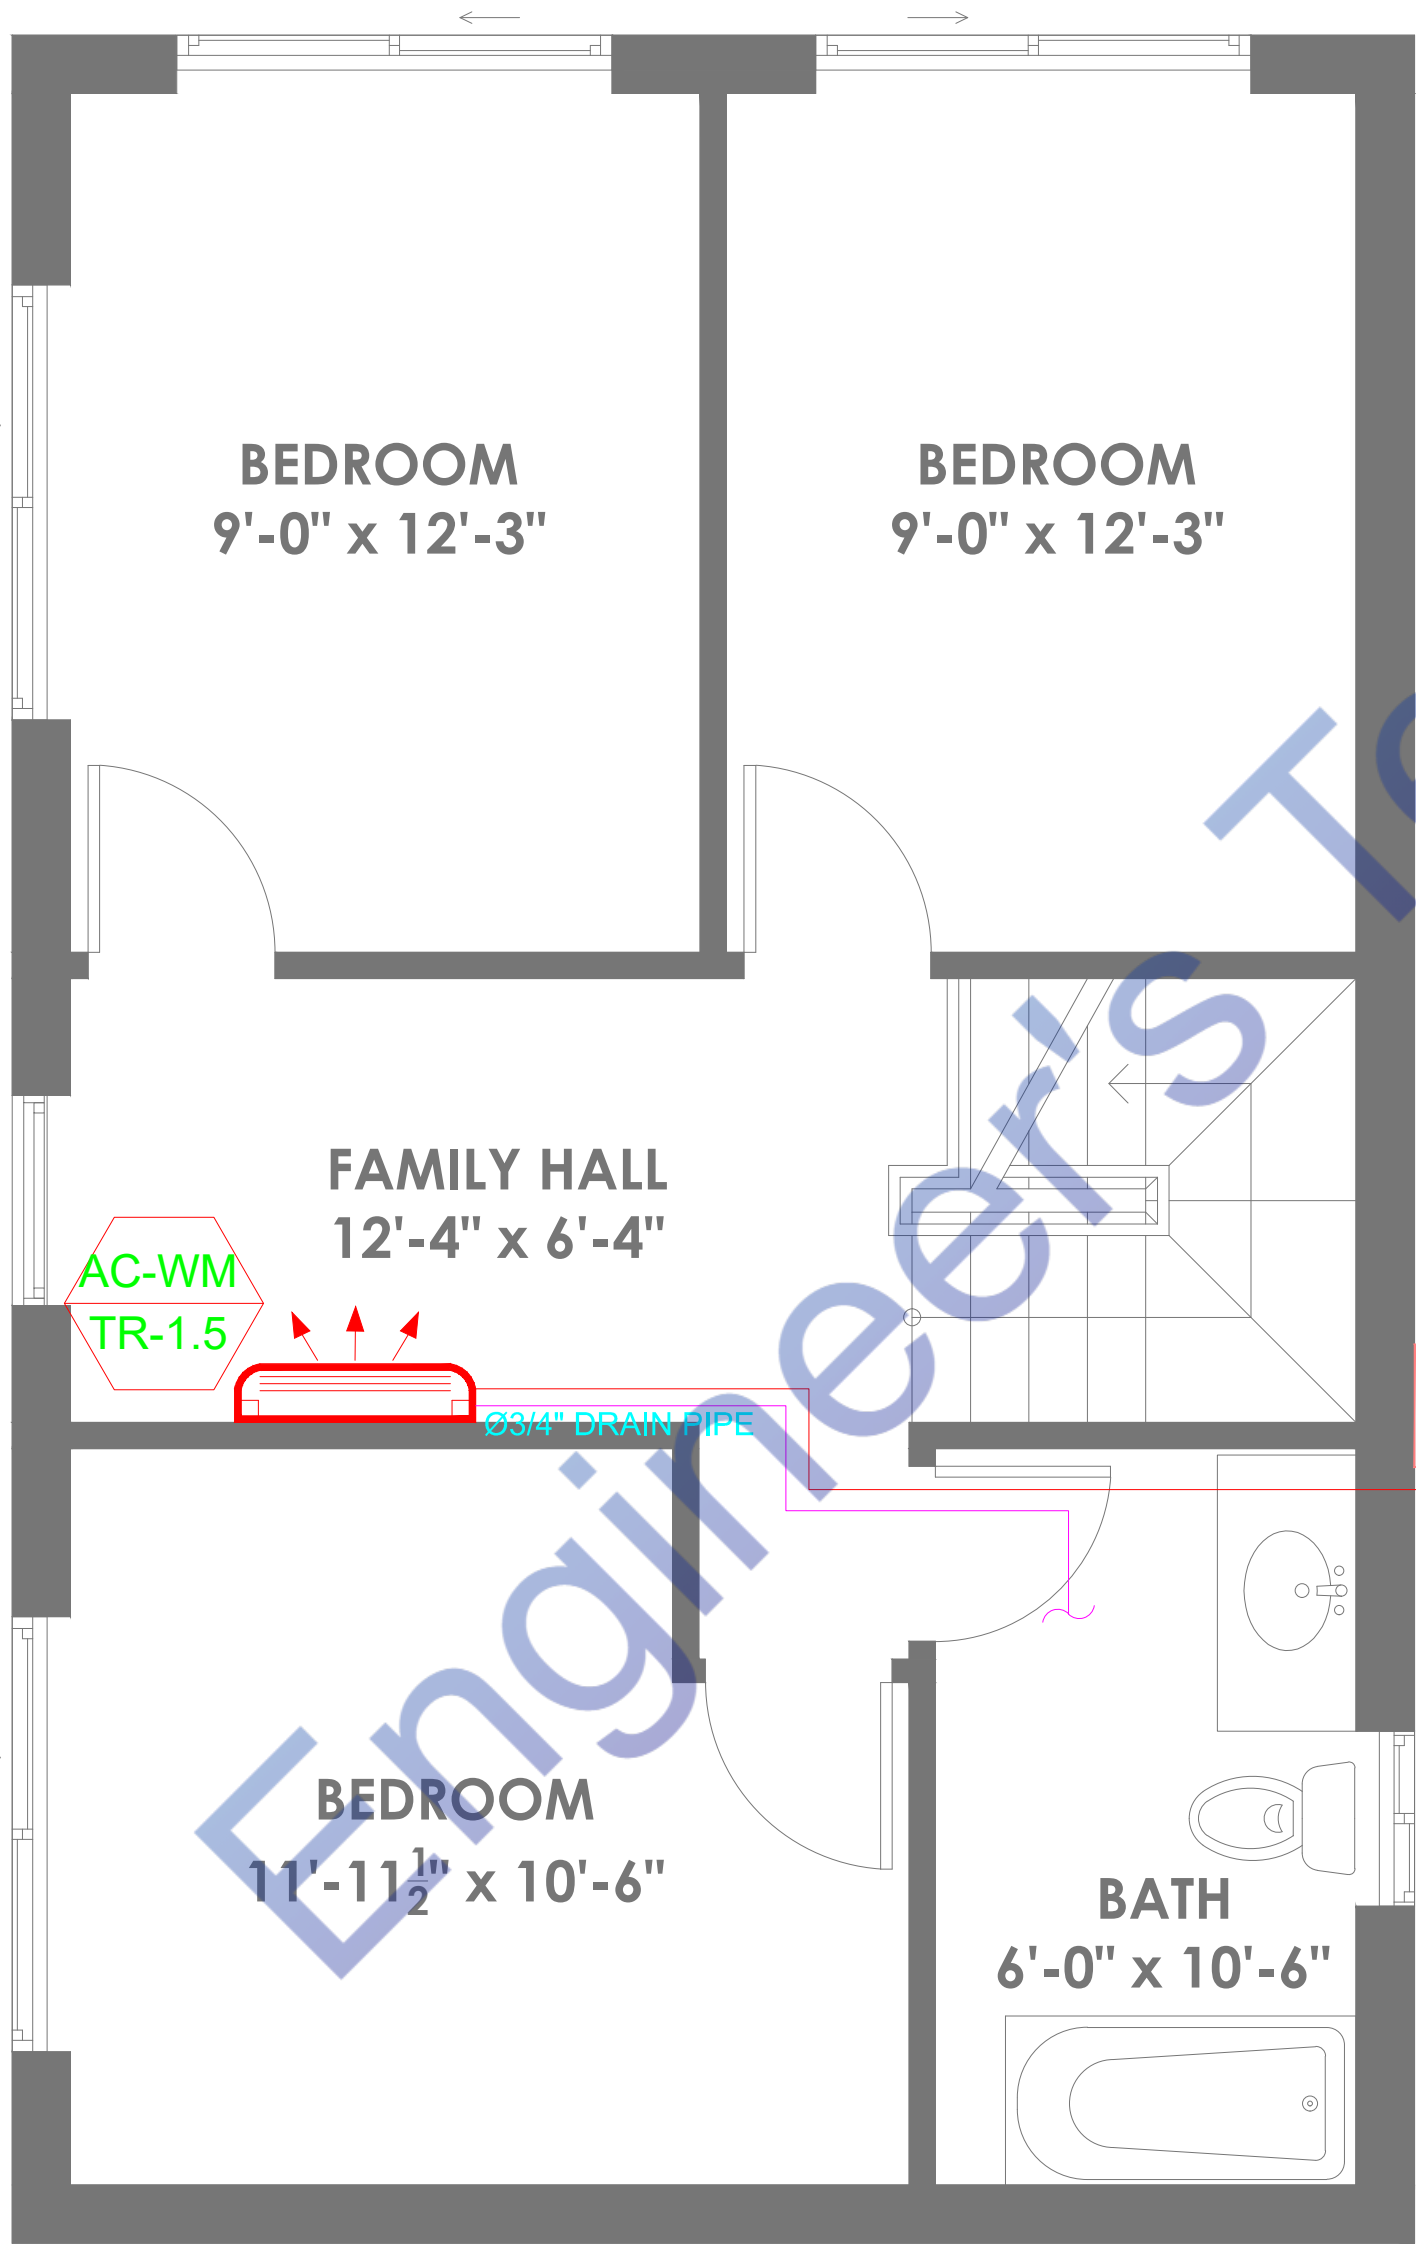 BEDROOM
9'-0" x 12'-3"
BEDROOM
9'-0" x 12'-3"
FAMILY HALL
12'-4" x 6'-4"
AC-WM
TR-1.5
Ø3/4" DRAIN PIPE
BEDROOM
11'-11½" x 10'-6"
BATH
6'-0" x 10'-6"
Engineer's